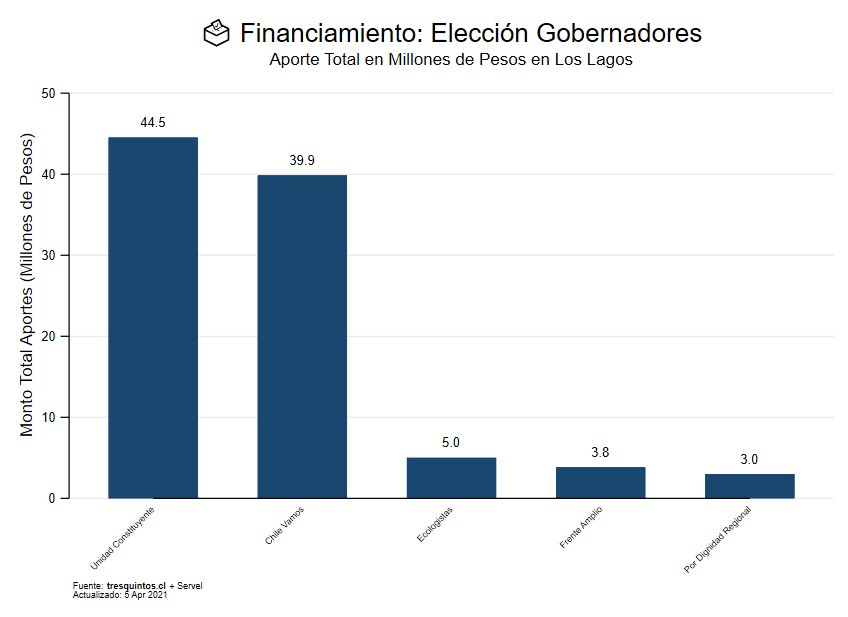 Financiamiento: Elección Gobernadores
Aporte Total en Millones de Pesos en Los Lagos
Monto Total Aportes (Millones de Pesos)
50
40
30
20
10
0
44.5
39.9
5.0
3.8
3.0
Unidad Constituyente
Chile Vamos
Ecologistas
Frente Amplio
Por Dignidad Regional
Fuente: tresquintos.cl + Servel
Actualizado: 5 Apr 2021